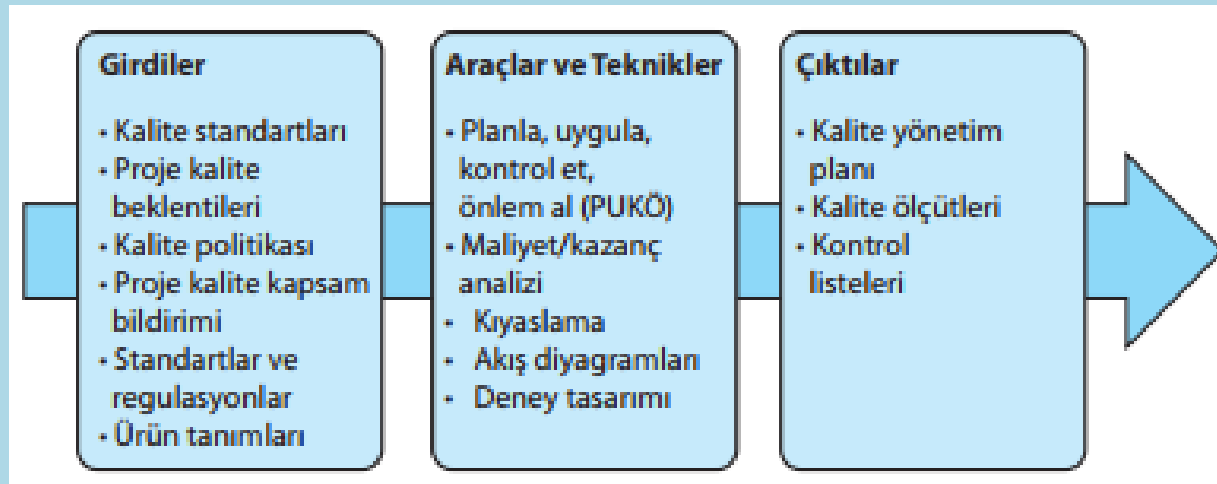 Girdiler
• Kalite standartları
• Proje kalite
beklentileri
• Kalite politikası
• Proje kalite kapsam
bildirimi
• Standartlar ve
regulasyonlar
• Ürün tanımları
Araçlar ve Teknikler
• Planla, uygula,
kontrol et,
önlem al (PUKÖ)
• Maliyet/kazanç
analizi
• Kıyaslama
• Akış diyagramları
• Deney tasarımı
Çıktılar
• Kalite yönetim
planı
• Kalite ölçütleri
• Kontrol
listeleri